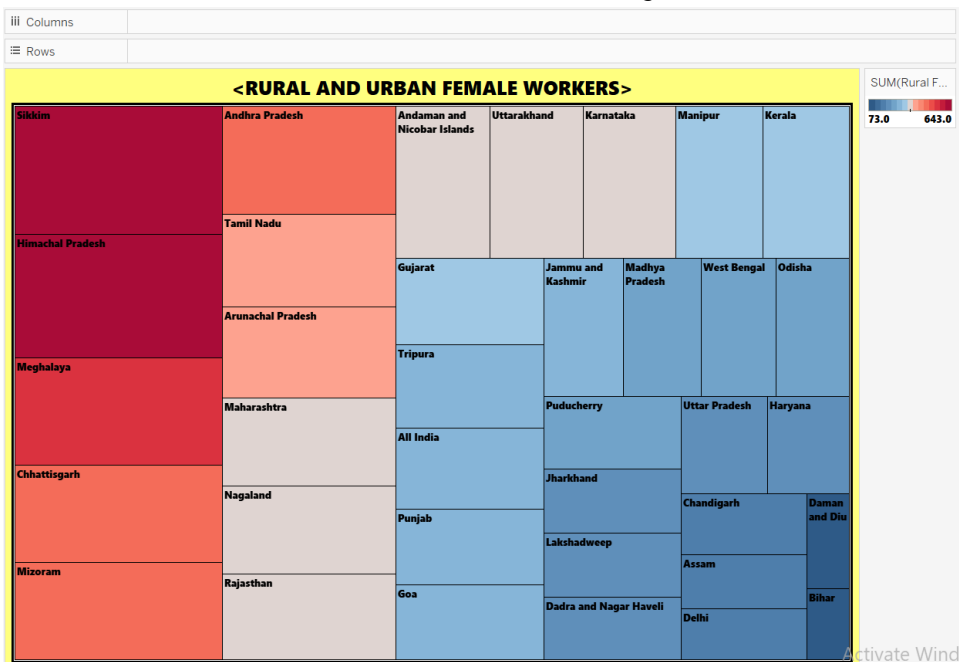 iii Columns
Rows
<RURAL AND URBAN FEMALE WORKERS>
SUM(Rural F...
73.0 643.0
Sikkim
Himachal Pradesh
Meghalaya
Chhattisgarh
Mizoram
Andhra Pradesh
Tamil Nadu
Arunachal Pradesh
Maharashtra
Nagaland
Rajasthan
Andaman and
Nicobar Islands
Uttarakhand
Karnataka
Manipur
Kerala
Gujarat
Tripura
All India
Punjab
Goa
Jammu and
Kashmir
Madhya
Pradesh
West Bengal
Odisha
Puducherry
Jharkhand
Lakshadweep
Dadra and Nagar Haveli
Uttar Pradesh
Haryana
Chandigarh
Assam
Delhi
Daman
and Diu
Bihar
Activate Wind